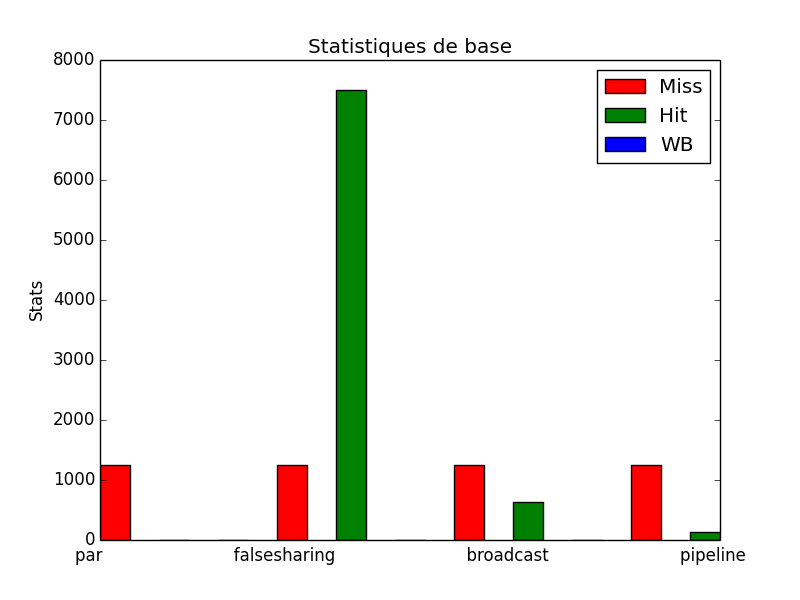 Statistiques de base
8000
7000
6000
5000
4000
3000
2000
1000
0
Stats
Miss
Hit
WB
par falsesharing broadcast pipeline